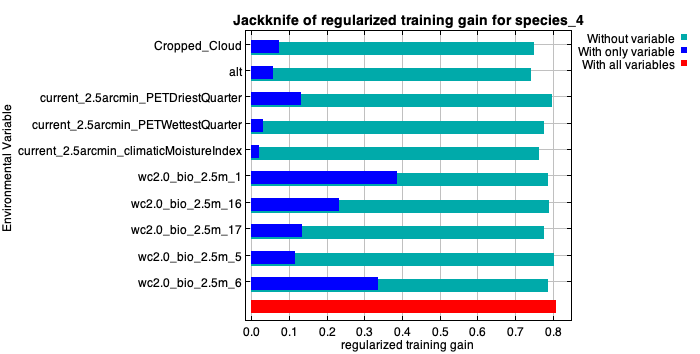 Jackknife of regularized training gain for species_4
Without variable
With only variable
With all variables
Environmental Variable
Cropped_Cloud
alt
current_2.5arcmin_PETDriestQuarter
current_2.5arcmin_PETWettestQuarter
current_2.5arcmin_climaticMoistureIndex
wc2.0_bio_2.5m_1
wc2.0_bio_2.5m_16
wc2.0_bio_2.5m_17
wc2.0_bio_2.5m_5
wc2.0_bio_2.5m_6
0.0 0.1 0.2 0.3 0.4 0.5 0.6 0.7 0.8
regularized training gain